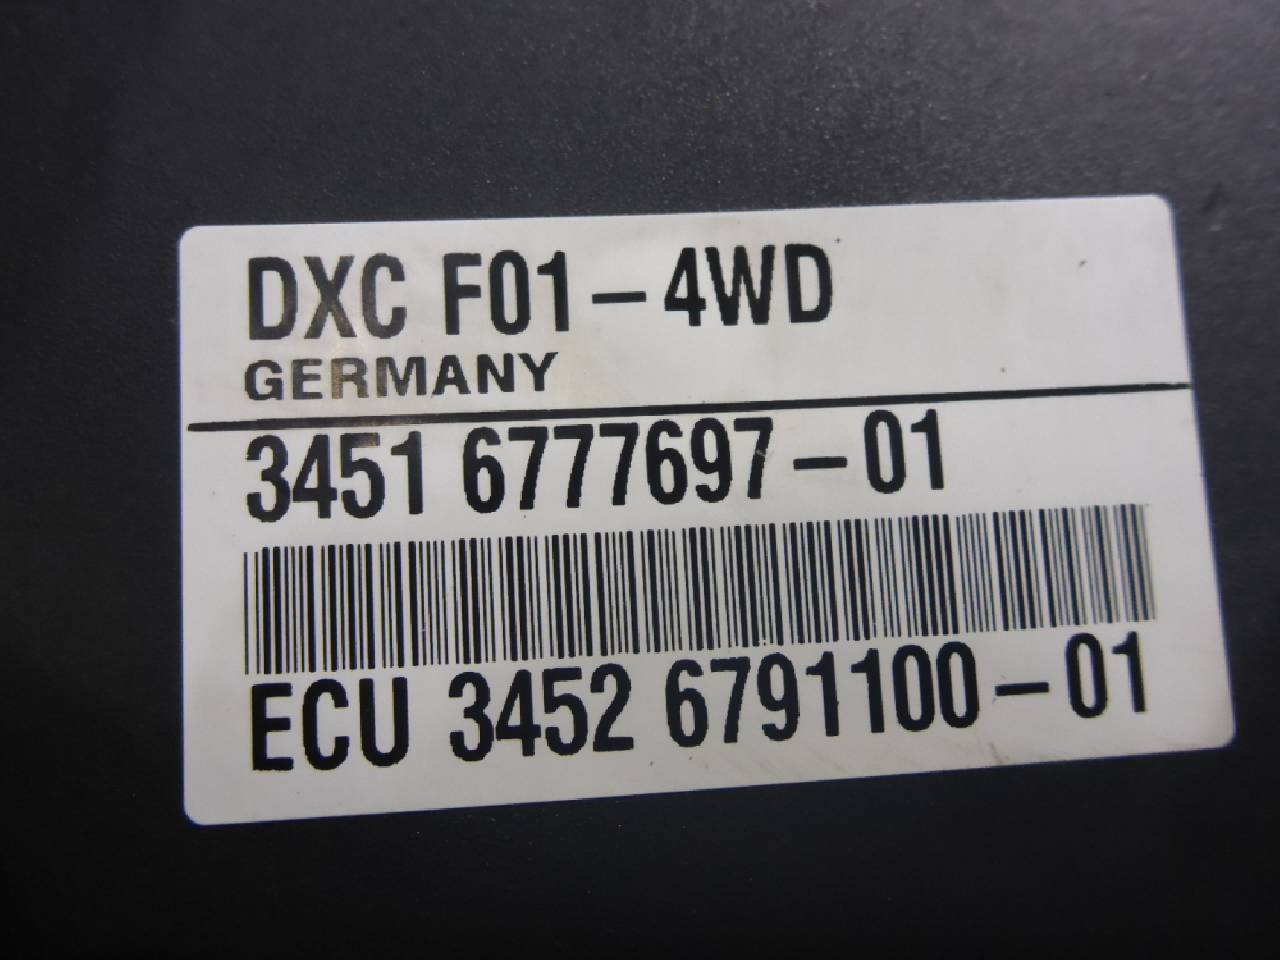 DXC F01-4WD
GERMANY
3451 6777697-01
ECU 3452 6791100-01